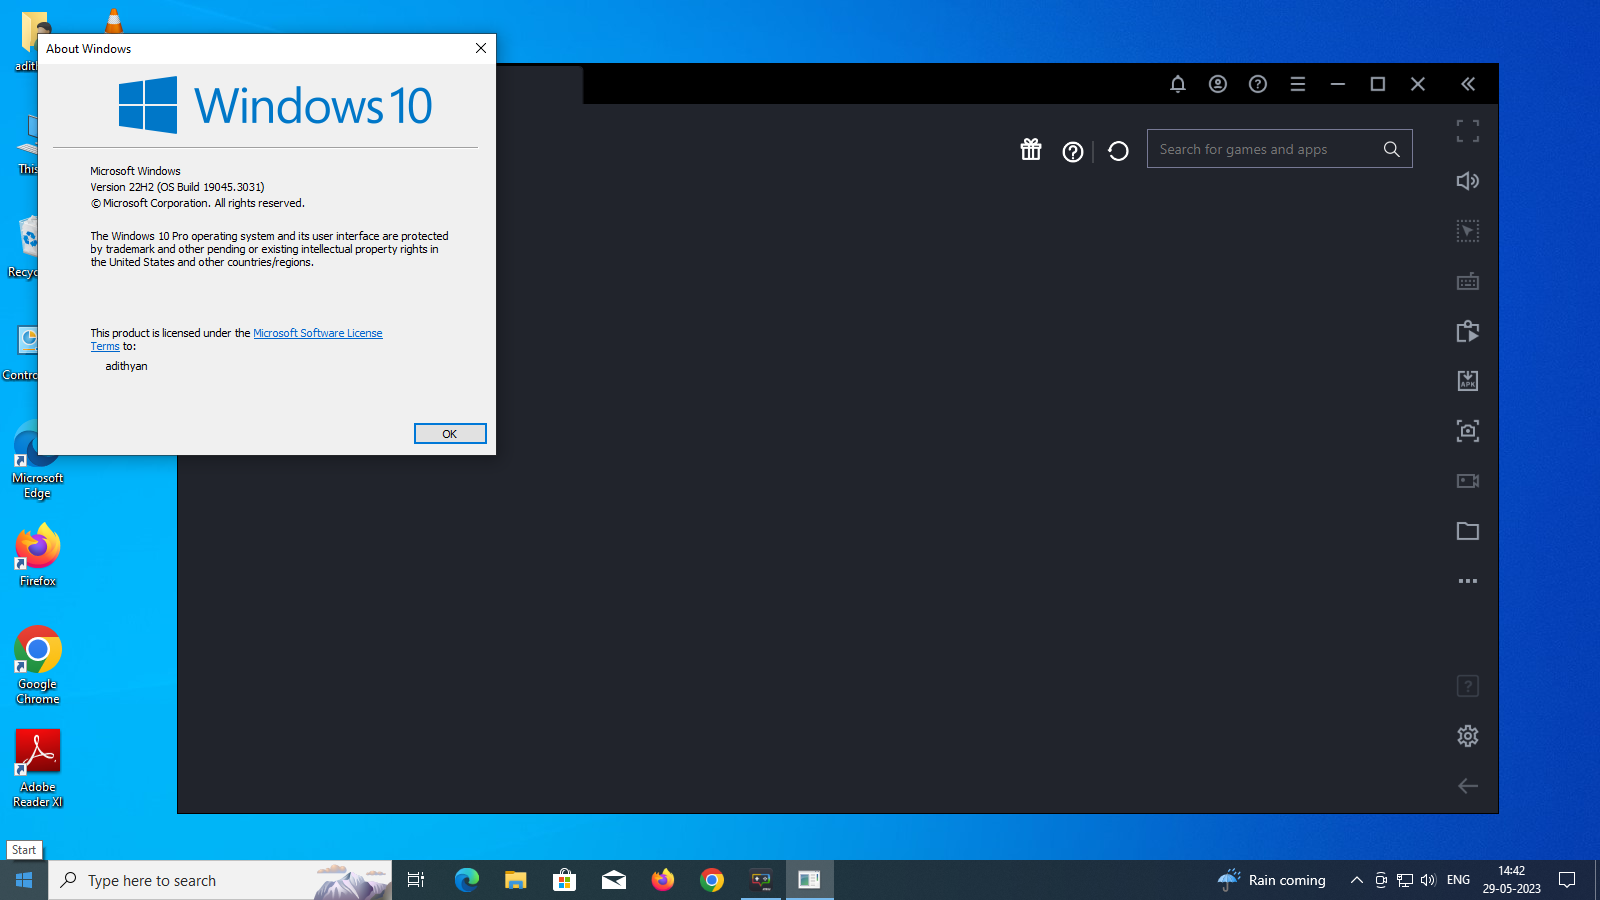 About Windows
Windows 10
Microsoft Windows
Version 22H2 (OS Build 19045.3031)
© Microsoft Corporation. All rights reserved.
The Windows 10 Pro operating system and its user interface are protected
by trademark and other pending or existing intellectual property rights in
the United States and other countries/regions.
This product is licensed under the Microsoft Software License
Terms to:
adithyan
OK
Search for games and apps
APK
adith
This
Recyc
Contro
Microsoft
Edge
Firefox
Google
Chrome
Adobe
Reader XI
Start
Type here to search
Rain coming
ENG
14:42
29-05-2023